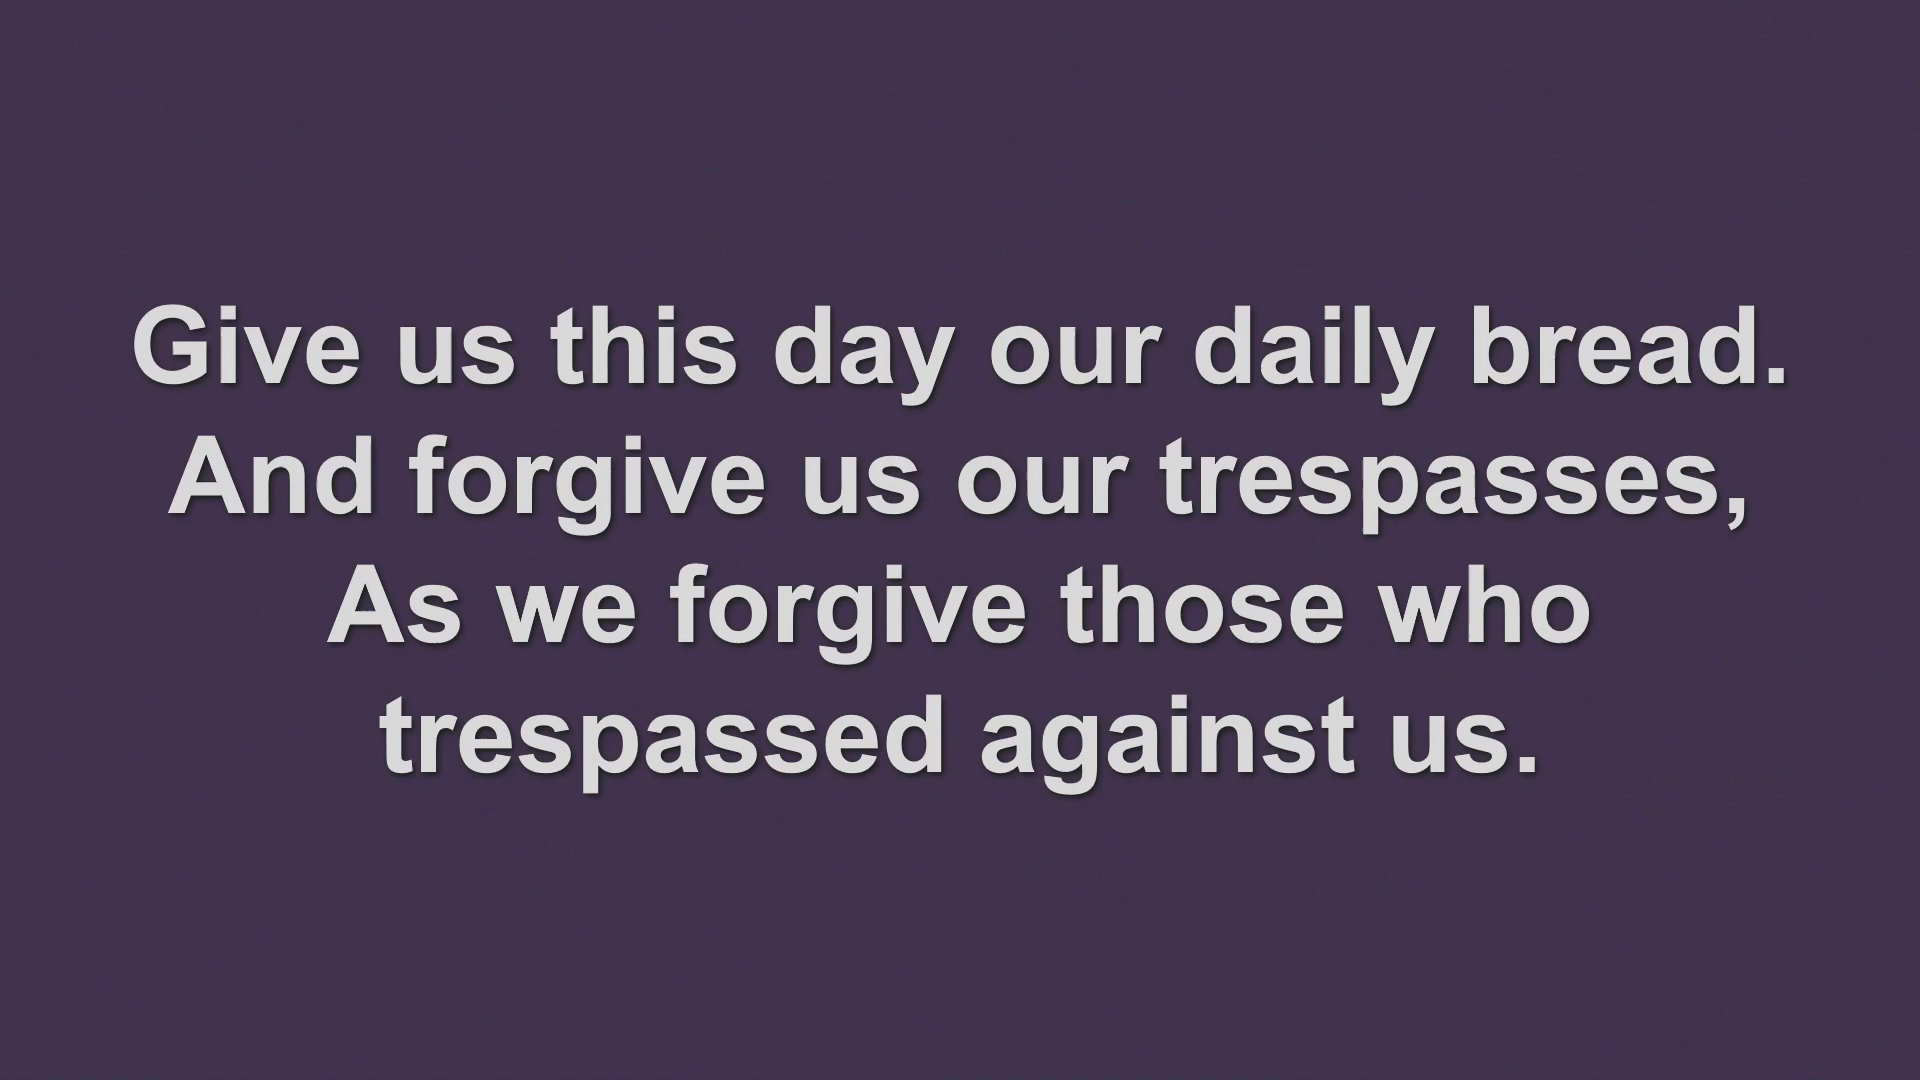 Give us this day our daily bread.
And forgive us our trespasses,
As we forgive those who
trespassed against us.